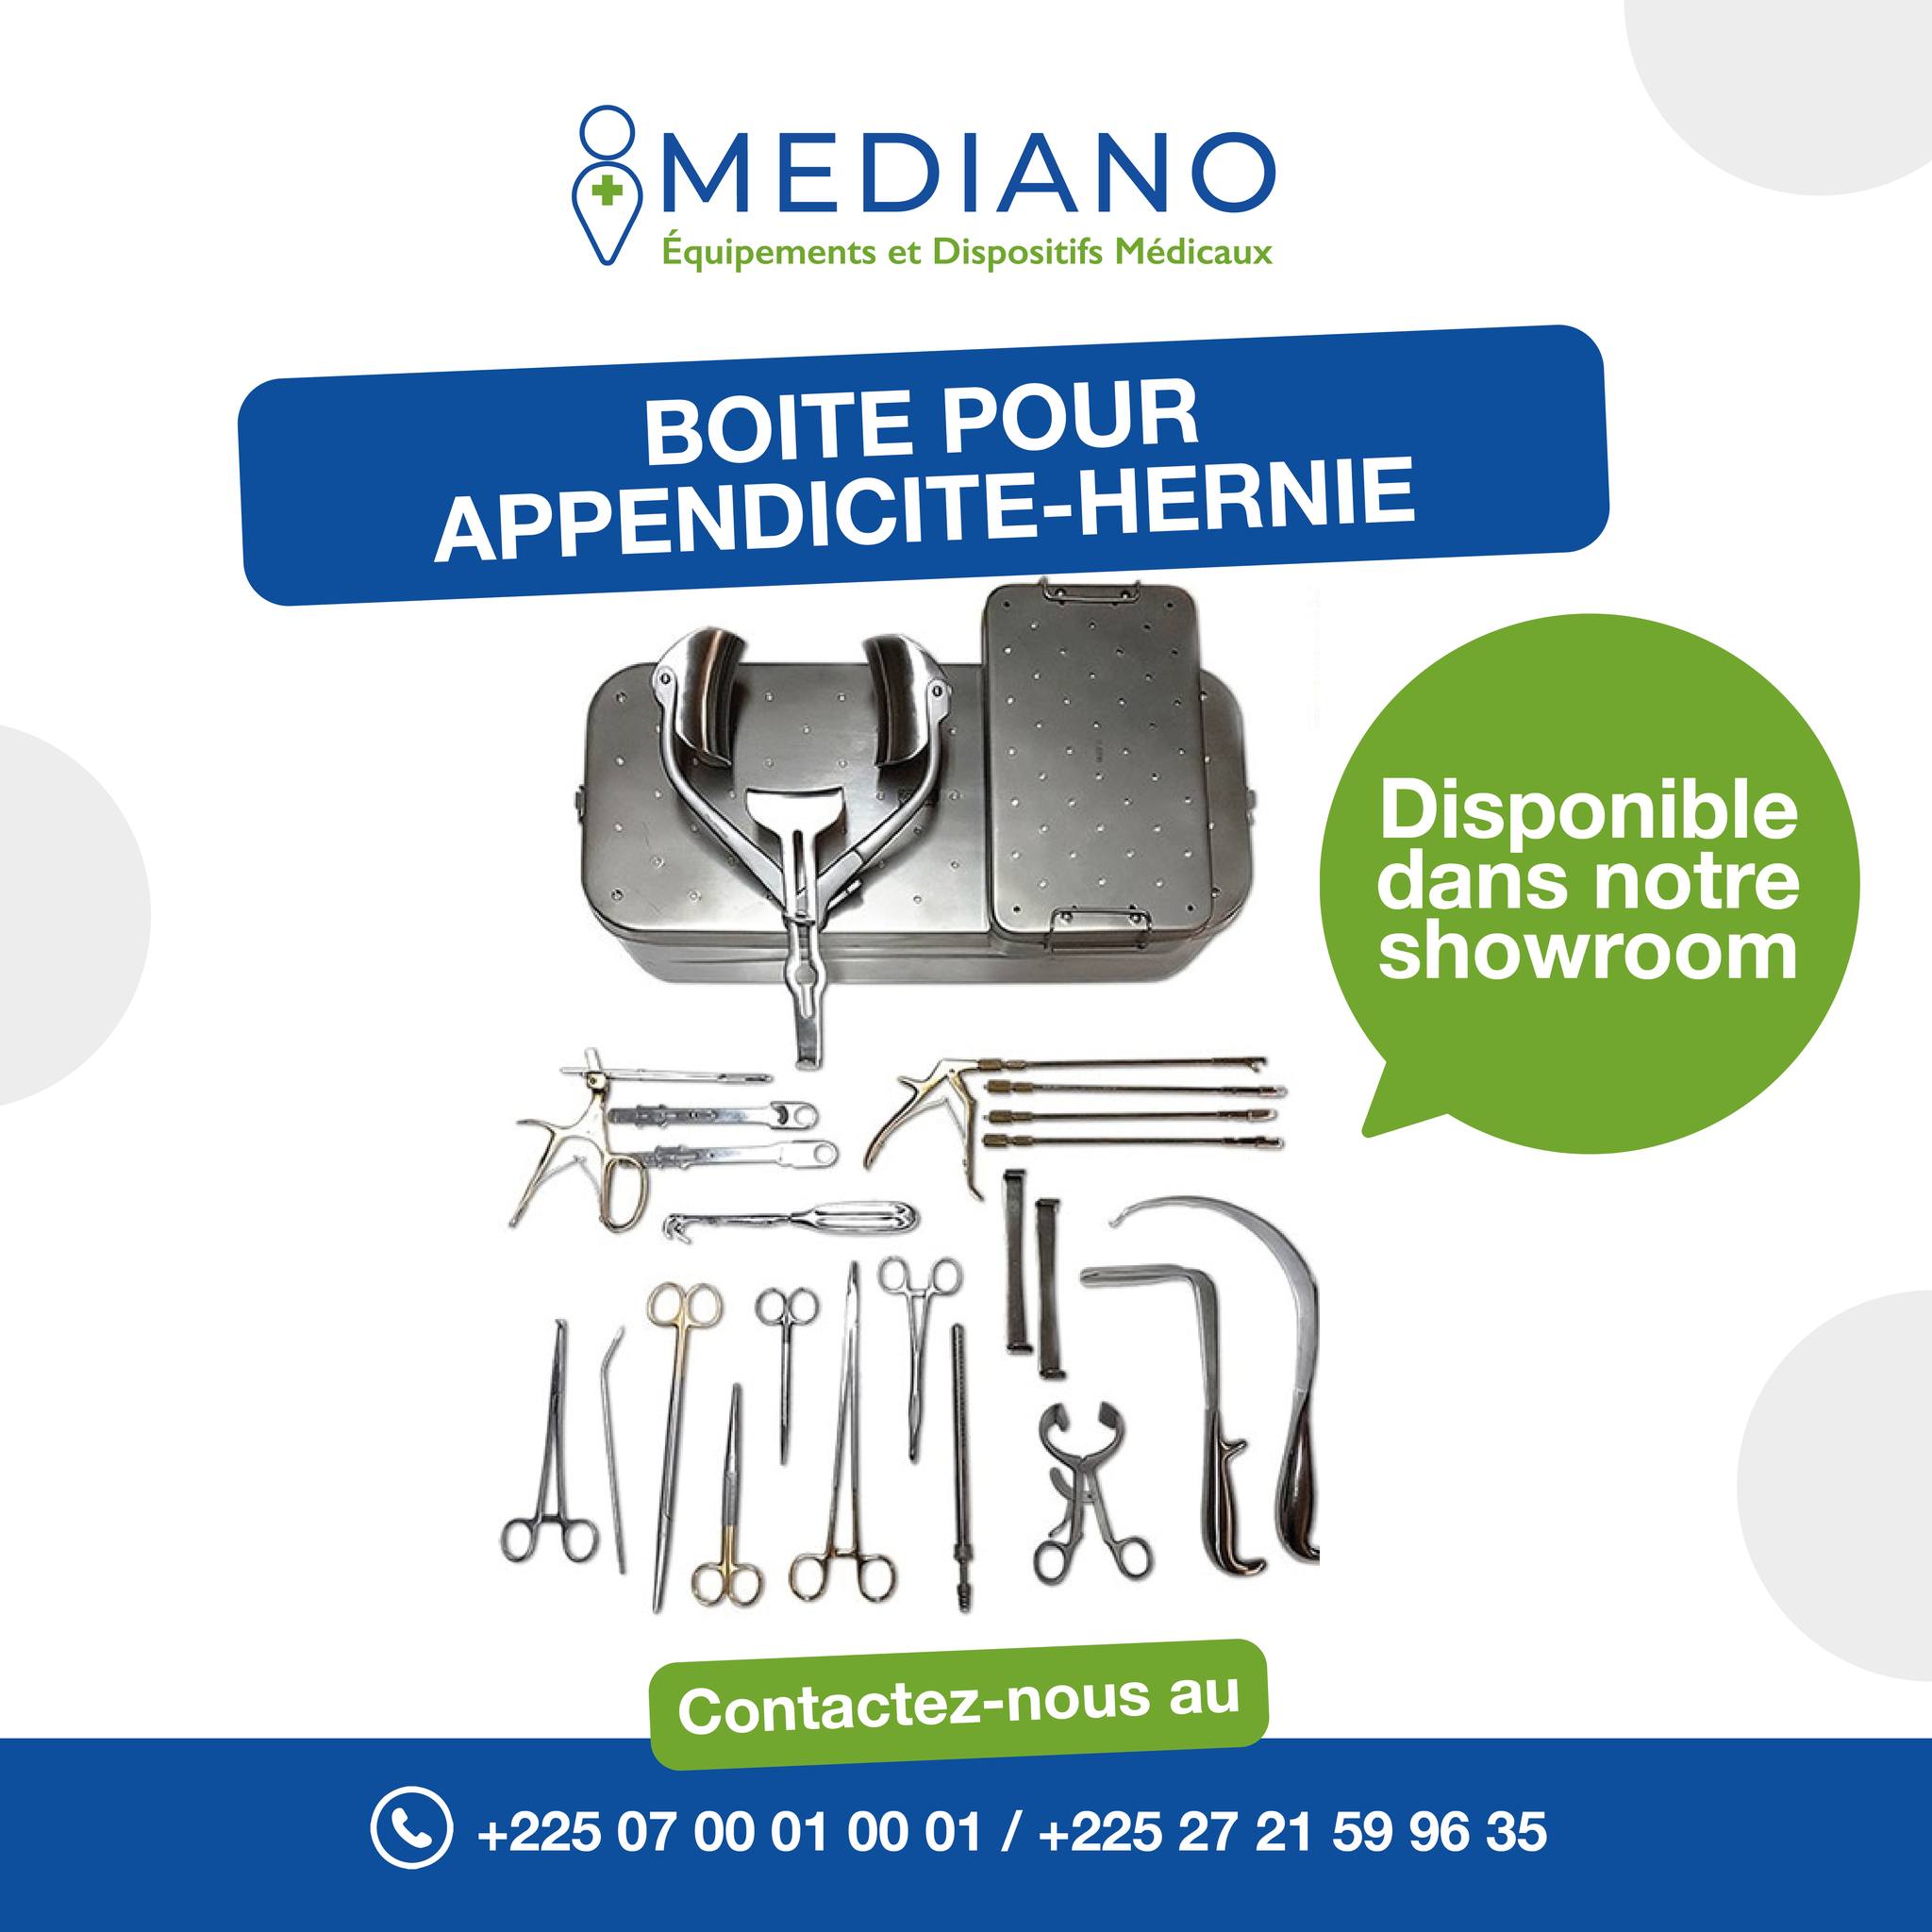 MEDIANO
Équipements et Dispositifs Médicaux
BOITE POUR
APPENDICITE-HERNIE
Disponible
dans notre
showroom
Contactez-nous au
+225 07 00 01 00 01 / +225 27 21 59 96 35